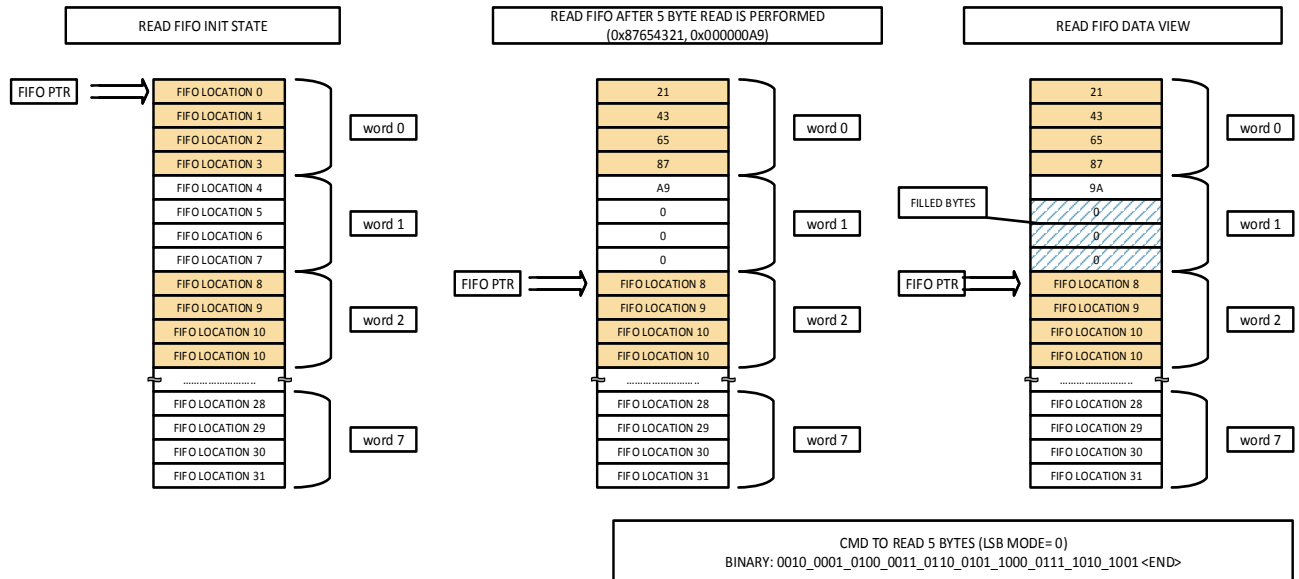 READ FIFO INIT STATE
READ FIFO AFTER 5 BYTE READ IS PERFORMED
(0x87654321, 0x000000A9)
READ FIFO DATA VIEW
FIFO PTR
FIFO LOCATION 0
FIFO LOCATION 1
FIFO LOCATION 2
FIFO LOCATION 3
FIFO LOCATION 4
FIFO LOCATION 5
FIFO LOCATION 6
FIFO LOCATION 7
FIFO LOCATION 8
FIFO LOCATION 9
FIFO LOCATION 10
FIFO LOCATION 10
............................
FIFO LOCATION 28
FIFO LOCATION 29
FIFO LOCATION 30
FIFO LOCATION 31
word 0
word 1
word 2
word 7
FIFO PTR
21
43
65
87
A9
0
0
0
FIFO LOCATION 8
FIFO LOCATION 9
FIFO LOCATION 10
FIFO LOCATION 10
............................
FIFO LOCATION 28
FIFO LOCATION 29
FIFO LOCATION 30
FIFO LOCATION 31
word 0
word 1
word 2
word 7
FILLED BYTES
FIFO PTR
21
43
65
87
9A
0
0
0
FIFO LOCATION 8
FIFO LOCATION 9
FIFO LOCATION 10
FIFO LOCATION 10
............................
FIFO LOCATION 28
FIFO LOCATION 29
FIFO LOCATION 30
FIFO LOCATION 31
word 0
word 1
word 2
word 7
CMD TO READ 5 BYTES (LSB MODE= 0)
BINARY: 0010_0001_0100_0011_0110_0101_1000_0111_1010_1001 <END>